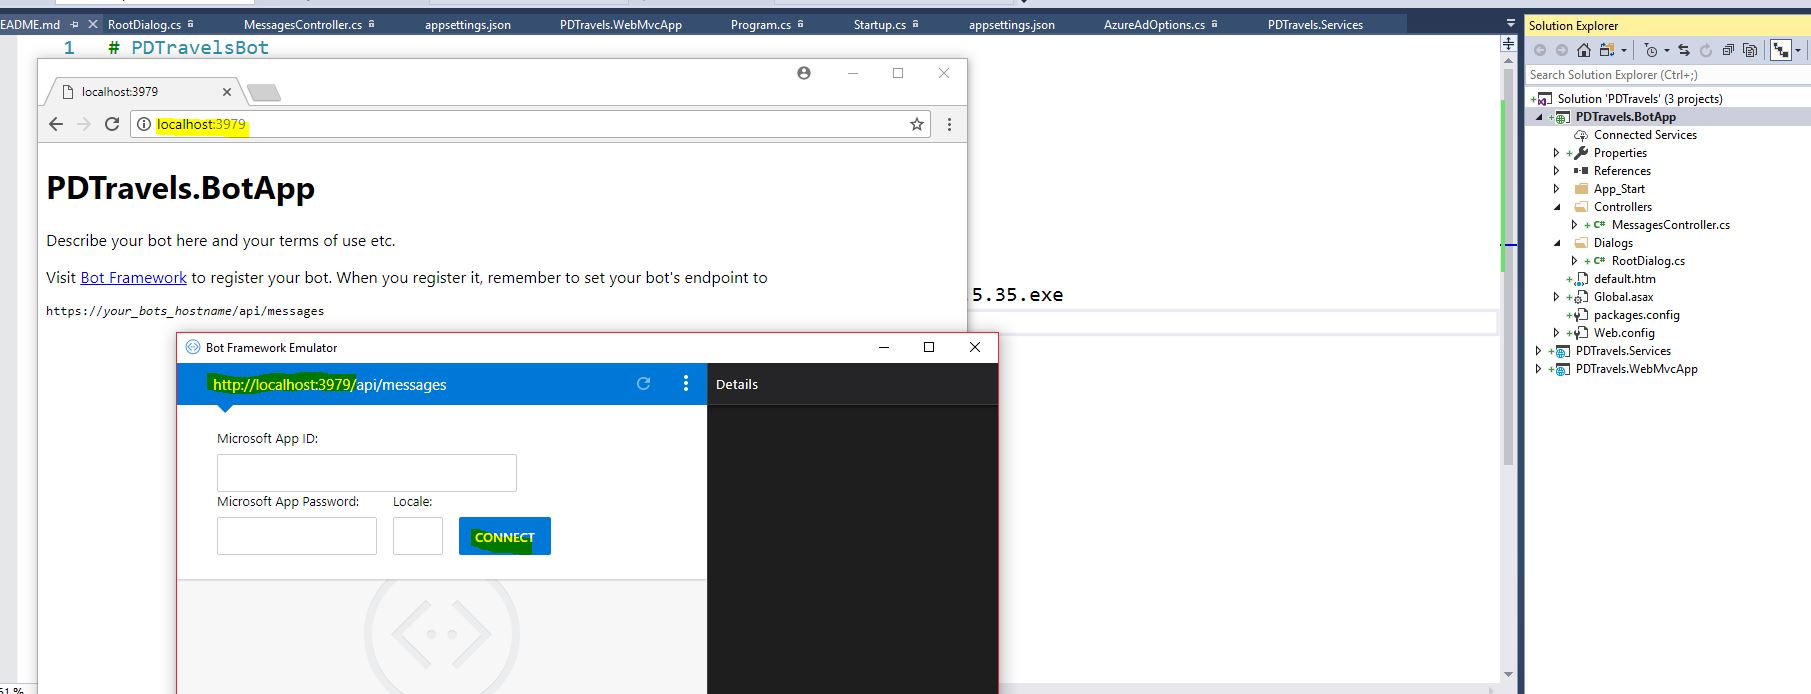 EADME.md
RootDialog.cs
MessagesController.cs
appsettings.json
PDTravels.WebMvcApp
Program.cs
Startup.cs
appsettings.json
AzureAdOptions.cs
PDTravels.Services
1 # PDTravelsBot
localhost:3979
localhost:3979
PDTravels.BotApp
Describe your bot here and your terms of use etc.
Visit Bot Framework to register your bot. When you register it, remember to set your bot's endpoint to
https://your_bots_hostname/api/messages
.5.35.exe
Bot Framework Emulator
http://localhost:3979/api/messages
Details
Microsoft App ID:
Microsoft App Password:
Locale:
CONNECT
Solution Explorer
Search Solution Explorer (Ctrl+;)
Solution 'PDTravels' (3 projects)
PDTravels.BotApp
Connected Services
Properties
References
App_Start
Controllers
C# MessagesController.cs
Dialogs
C# RootDialog.cs
default.htm
Global.asax
packages.config
Web.config
PDTravels.Services
PDTravels.WebMvcApp